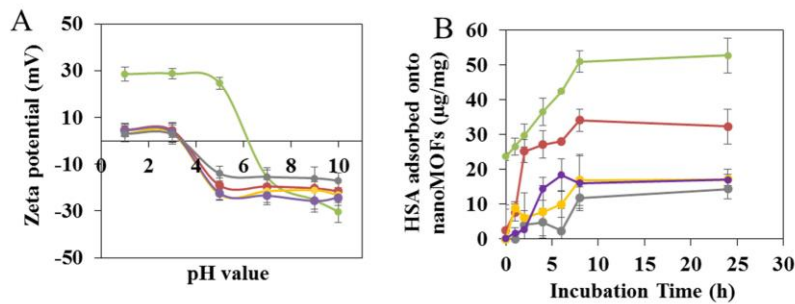 A
Zeta potential (mV)
50
30
10
-10
-30
-50
0 2 4 6 8 10
pH value
B
HSA adsorbed onto
nanoMOFs (µg/mg)
60
50
40
30
20
10
0
0 5 10 15 20 25 30
Incubation Time (h)